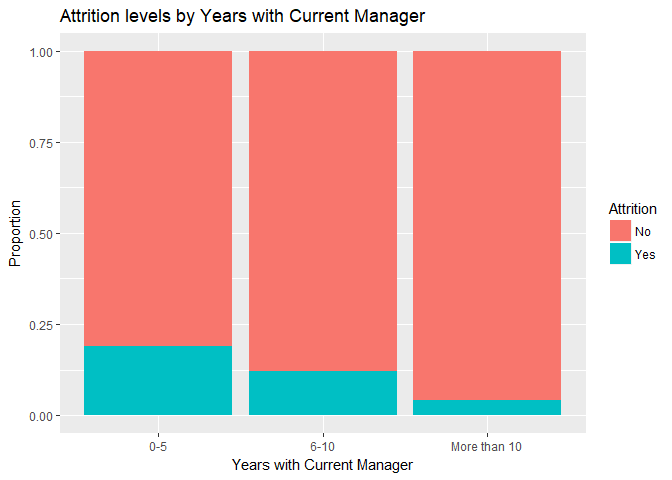 Attrition levels by Years with Current Manager
1.00
0.75
0.50
0.25
0.00
Proportion
0-5
6-10
More than 10
Years with Current Manager
Attrition
No
Yes